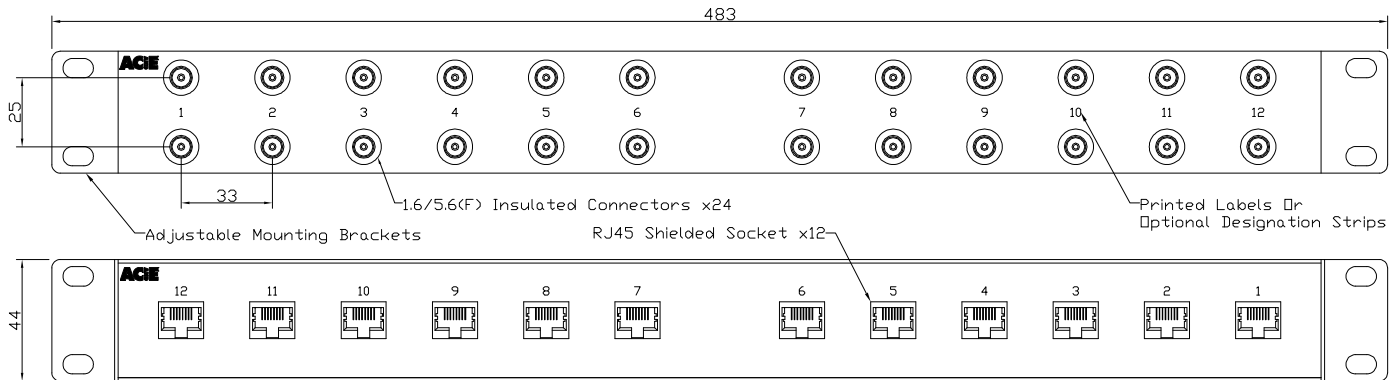 483
ACiE
25
1 2 3 4 5 6 7 8 9 10 11 12
33
1.6/5.6(F) Insulated Connectors x24
Printed Labels Or
Optional Designation Strips
Adjustable Mounting Brackets
RJ45 Shielded Socket x12
ACiE
12 11 10 9 8 7 6 5 4 3 2 1
44